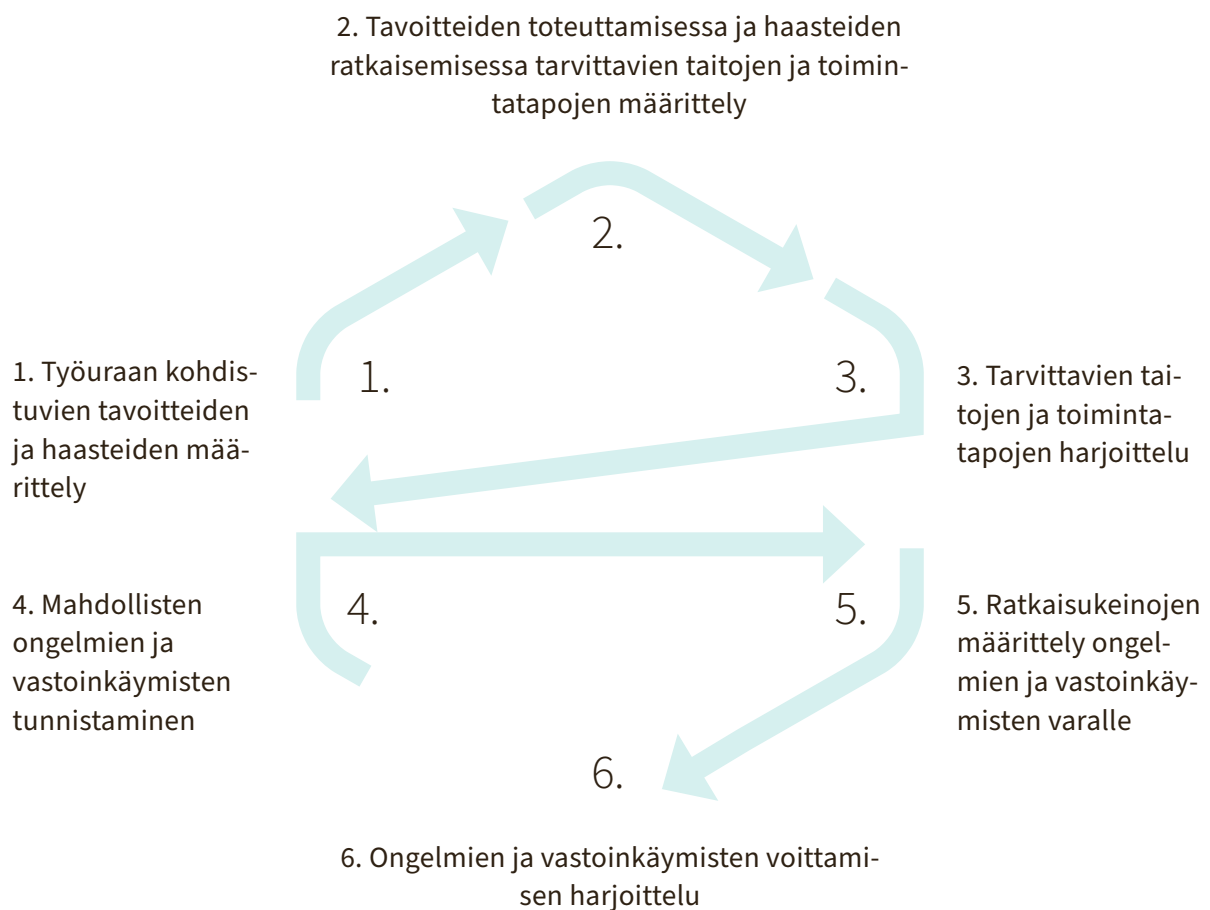 2. Tavoitteiden toteuttamisessa ja haasteiden
ratkaisemisessa tarvittavien taitojen ja toimin-
tatapojen määrittely
2.
1. Työuraan kohdis-
tuvien tavoitteiden
ja haasteiden mää-
rittely
1.
3.
3. Tarvittavien tai-
tojen ja toiminta-
tapojen harjoittelu
4. Mahdollisten
ongelmien ja
vastoinkäymisten
tunnistaminen
4.
5.
5. Ratkaisukeinojen
määrittely ongel-
mien ja vastoinkäy-
misten varalle
6.
6. Ongelmien ja vastoinkäymisten voittami-
sen harjoittelu